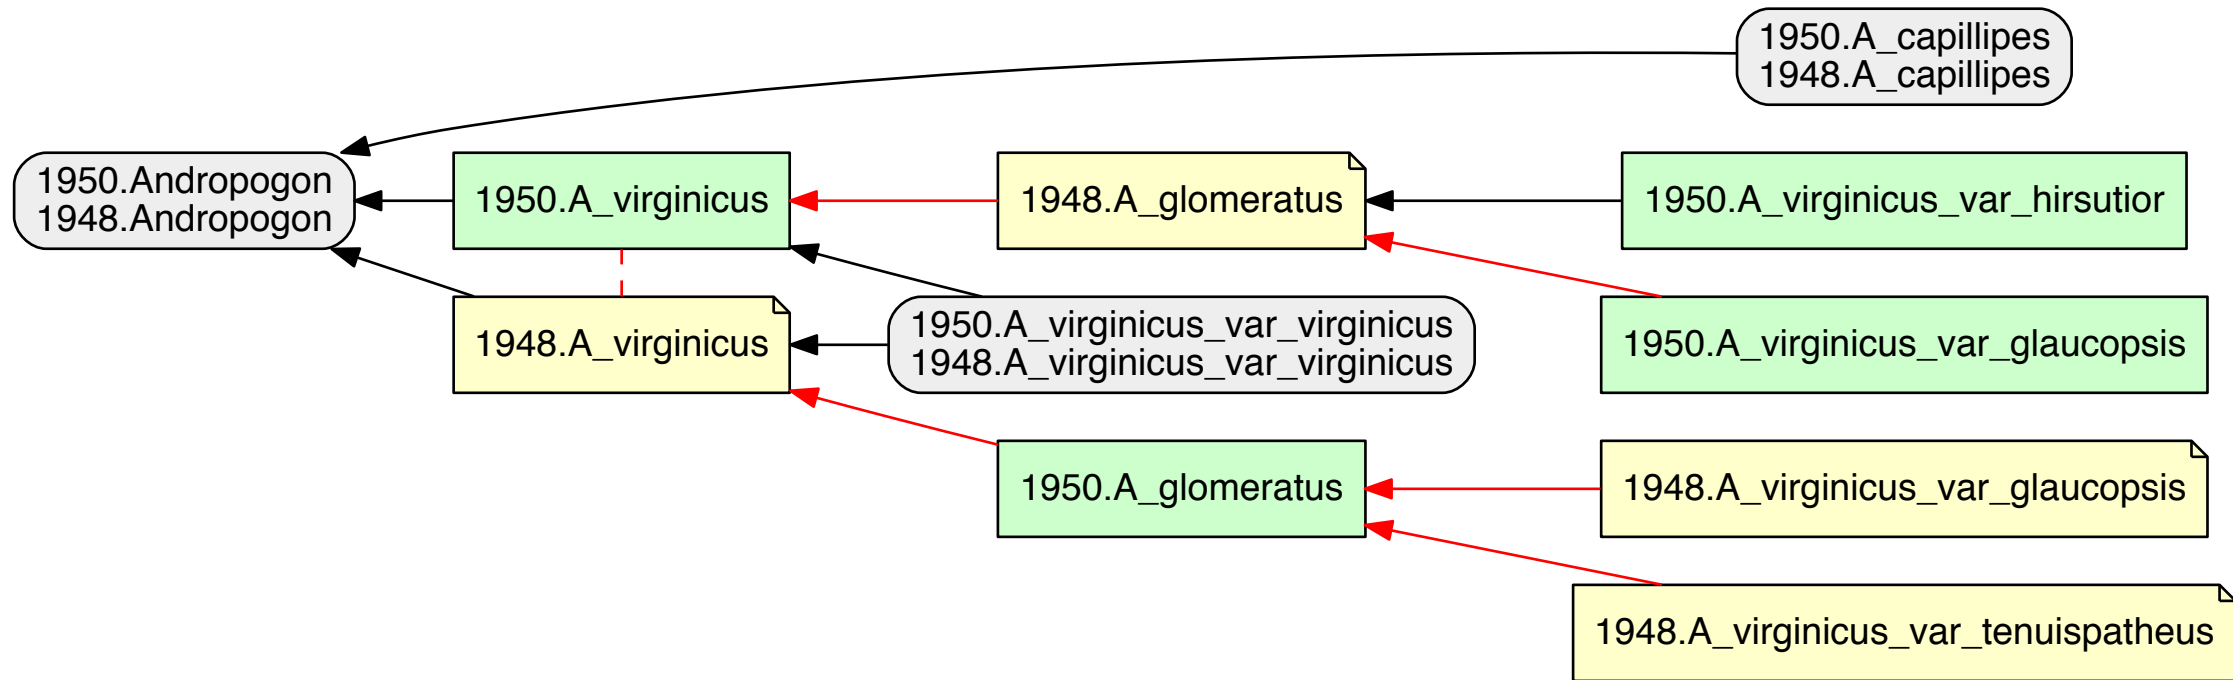 1950.A_capillipes
1948.A_capillipes
1950.Andropogon
1948.Andropogon
1950.A_virginicus
1948.A_glomeratus
1950.A_virginicus_var_hirsutior
1948.A_virginicus
1950.A_virginicus_var_virginicus
1948.A_virginicus_var_virginicus
1950.A_virginicus_var_glaucopsis
1950.A_glomeratus
1948.A_virginicus_var_glaucopsis
1948.A_virginicus_var_tenuispatheus